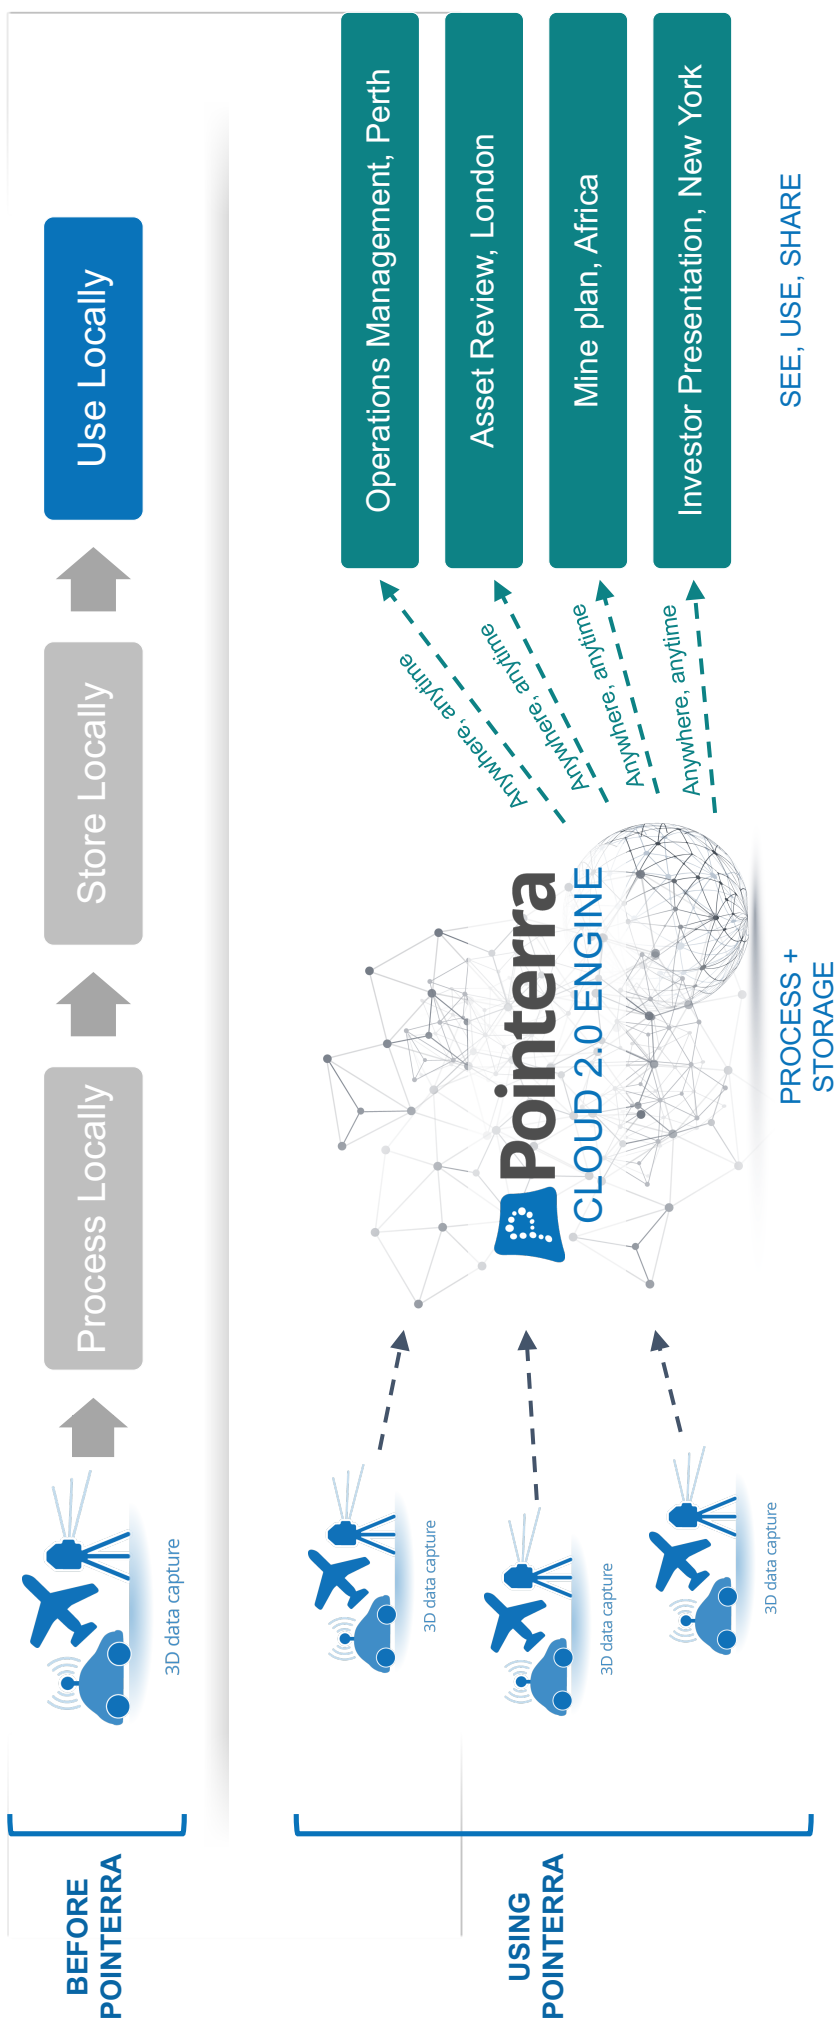 BEFORE
POINTERRA
3D data capture
Process Locally
Store Locally
Use Locally
USING
POINTERRA
3D data capture
3D data capture
3D data capture
Pointerra
CLOUD 2.0 ENGINE
PROCESS +
STORAGE
Anywhere, anytime
Anywhere, anytime
Anywhere, anytime
Anywhere, anytime
Operations Management, Perth
Asset Review, London
Mine plan, Africa
Investor Presentation, New York
SEE, USE, SHARE